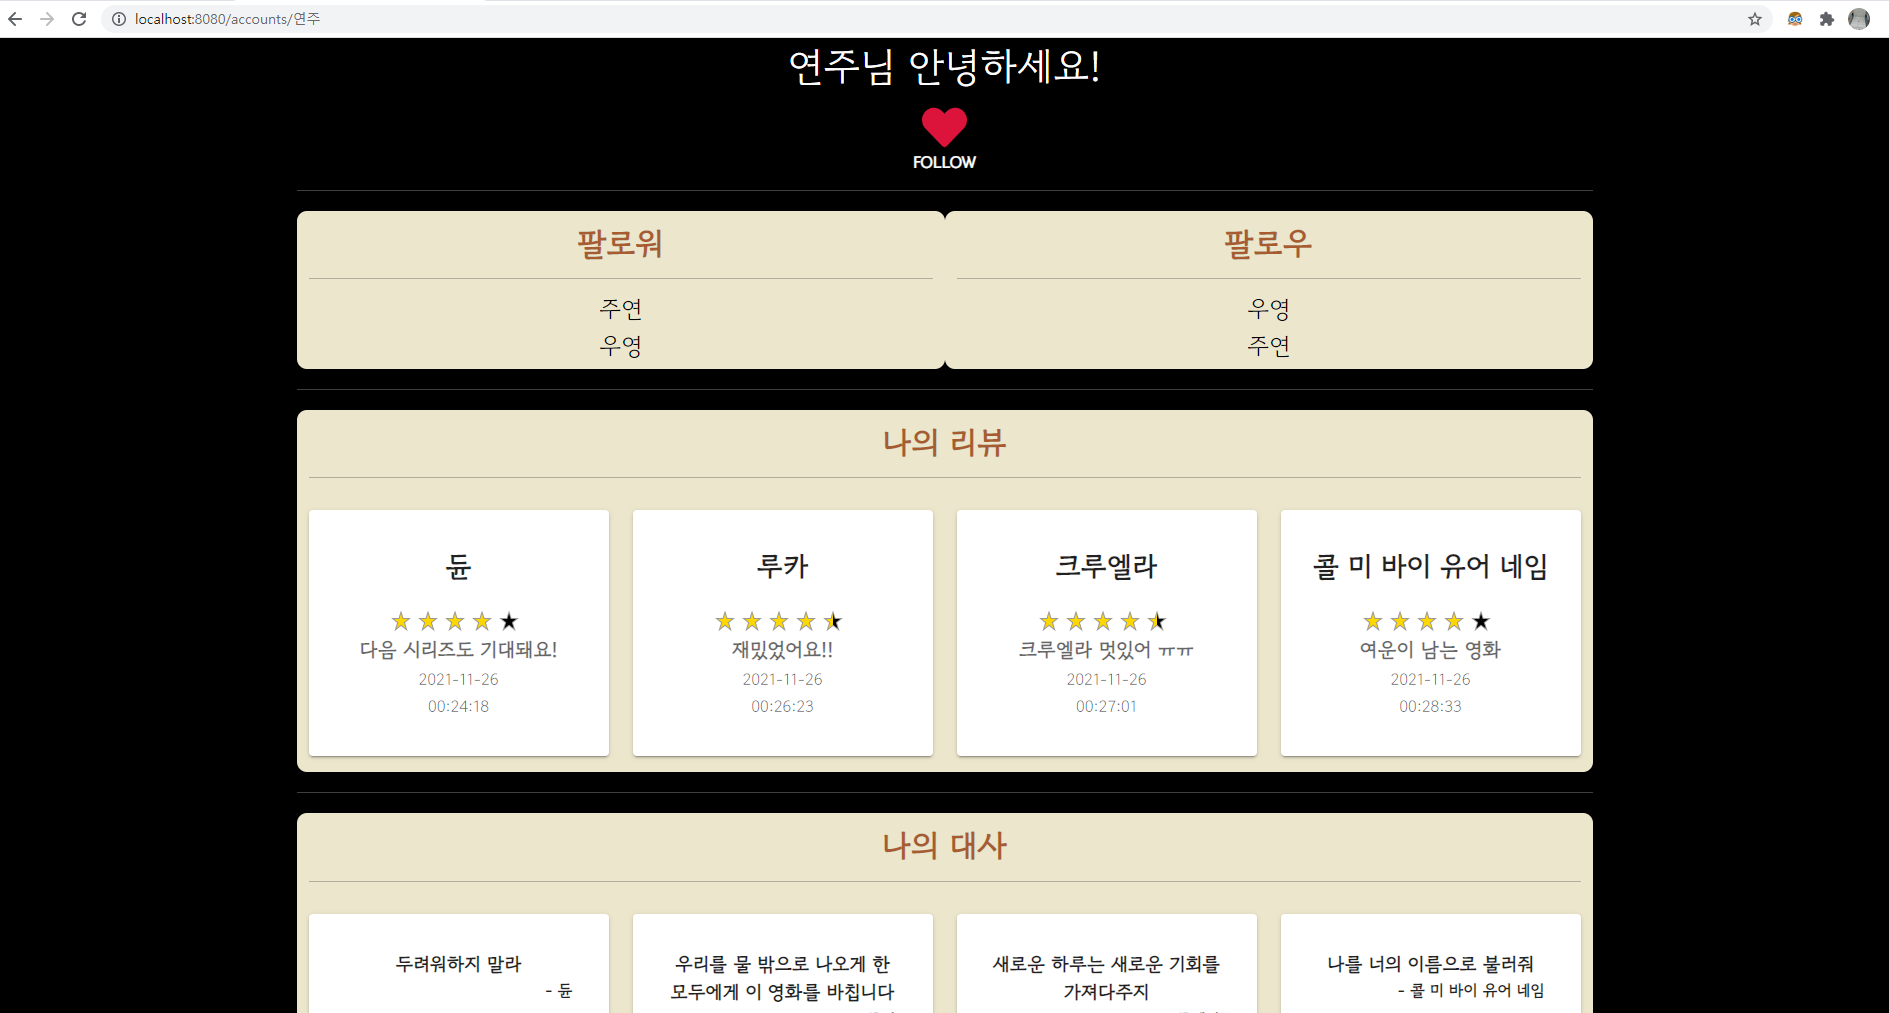 localhost:8080/accounts/연주
연주님 안녕하세요!
FOLLOW
팔로워
주연
우영
팔로우
우영
주연
나의 리뷰
듄
다음 시리즈도 기대돼요!
2021-11-26
00:24:18
루카
재밌었어요!!
2021-11-26
00:26:23
크루엘라
크루엘라 멋있어 ㅠㅠ
2021-11-26
00:27:01
콜 미 바이 유어 네임
여운이 남는 영화
2021-11-26
00:28:33
나의 대사
두려워하지 말라
- 듄
우리를 물 밖으로 나오게 한
모두에게 이 영화를 바칩니다
새로운 하루는 새로운 기회를
가져다주지
나를 너의 이름으로 불러줘
- 콜 미 바이 유어 네임